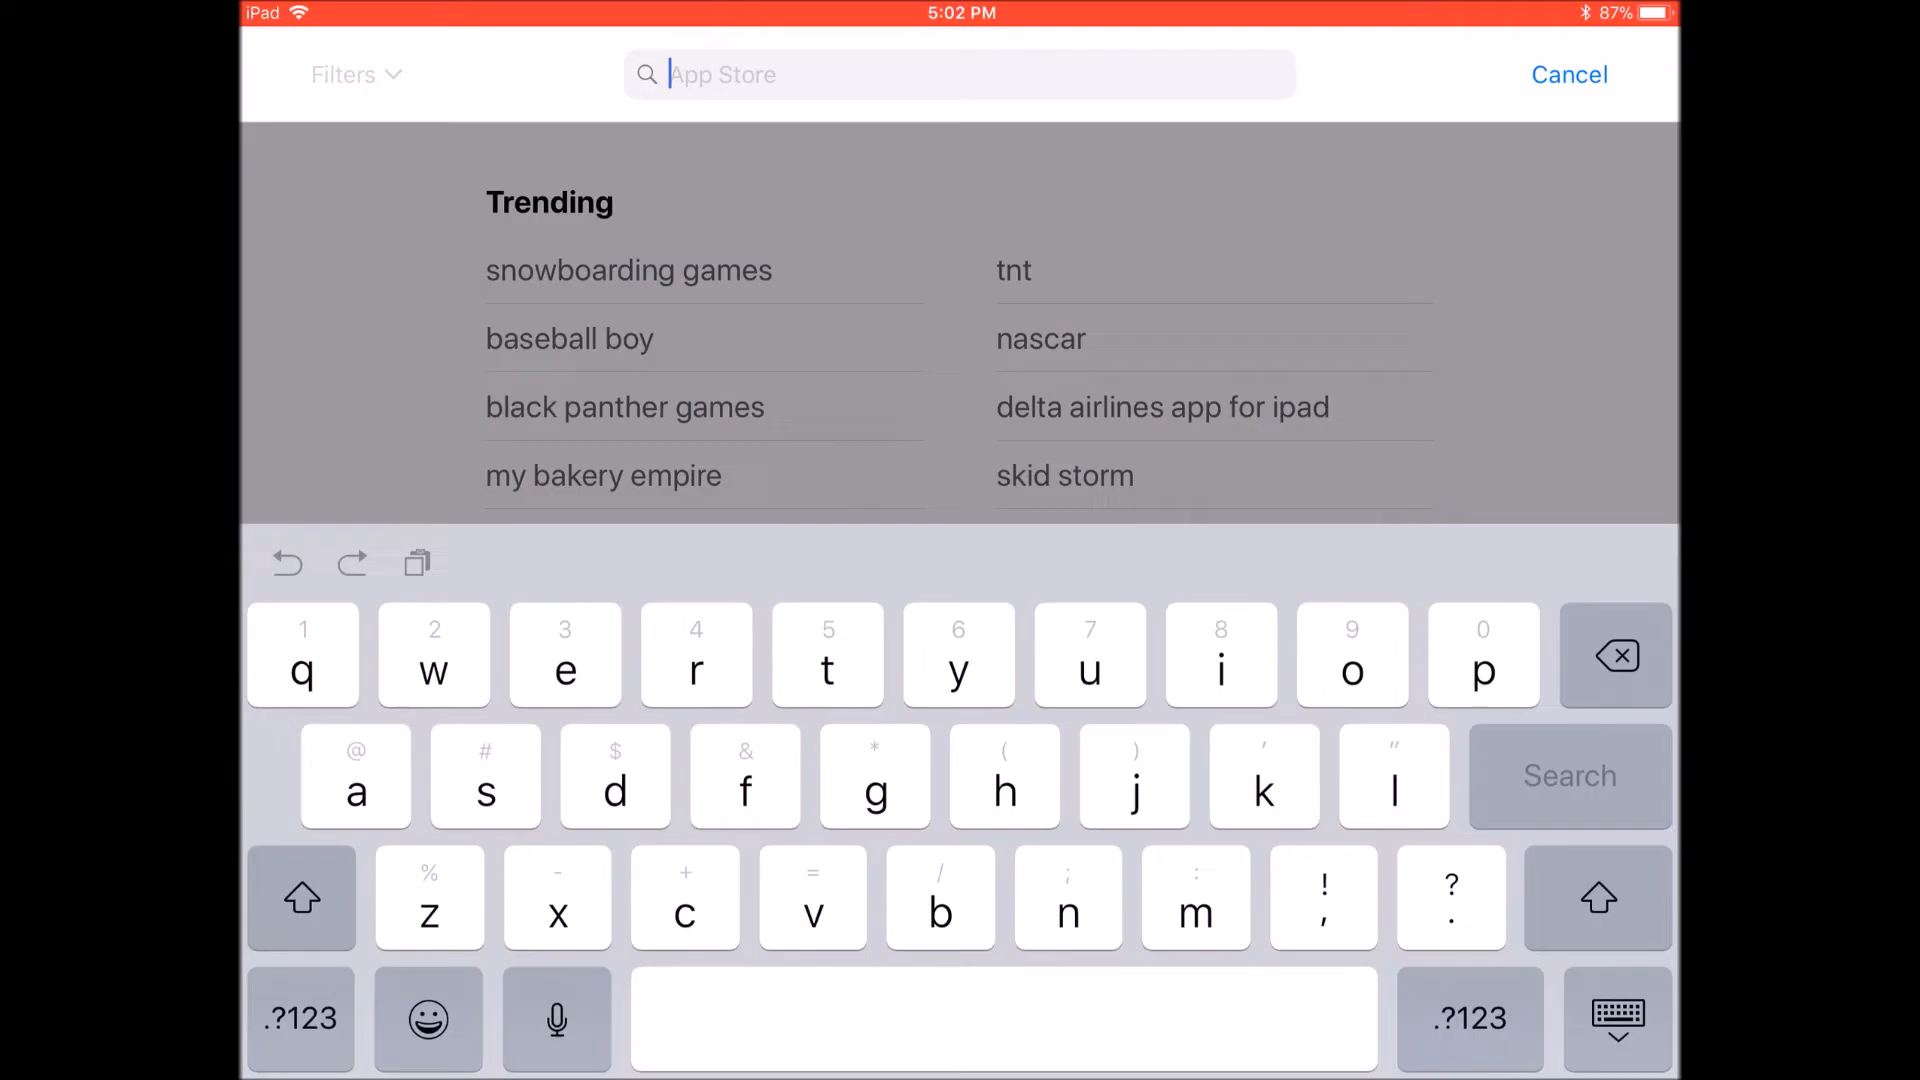 iPad 5:02 PM 87%
Filters App Store Cancel
Trending
snowboarding games tnt
baseball boy nascar
black panther games delta airlines app for ipad
my bakery empire skid storm
1 2 3 4 5 6 7 8 9 0
q w e r t y u i o p
@ # $ & * ( ) ' "
a s d f g h j k l Search
% - + = / ; : ! ?
z x c v b n m , .
.?123 .?123